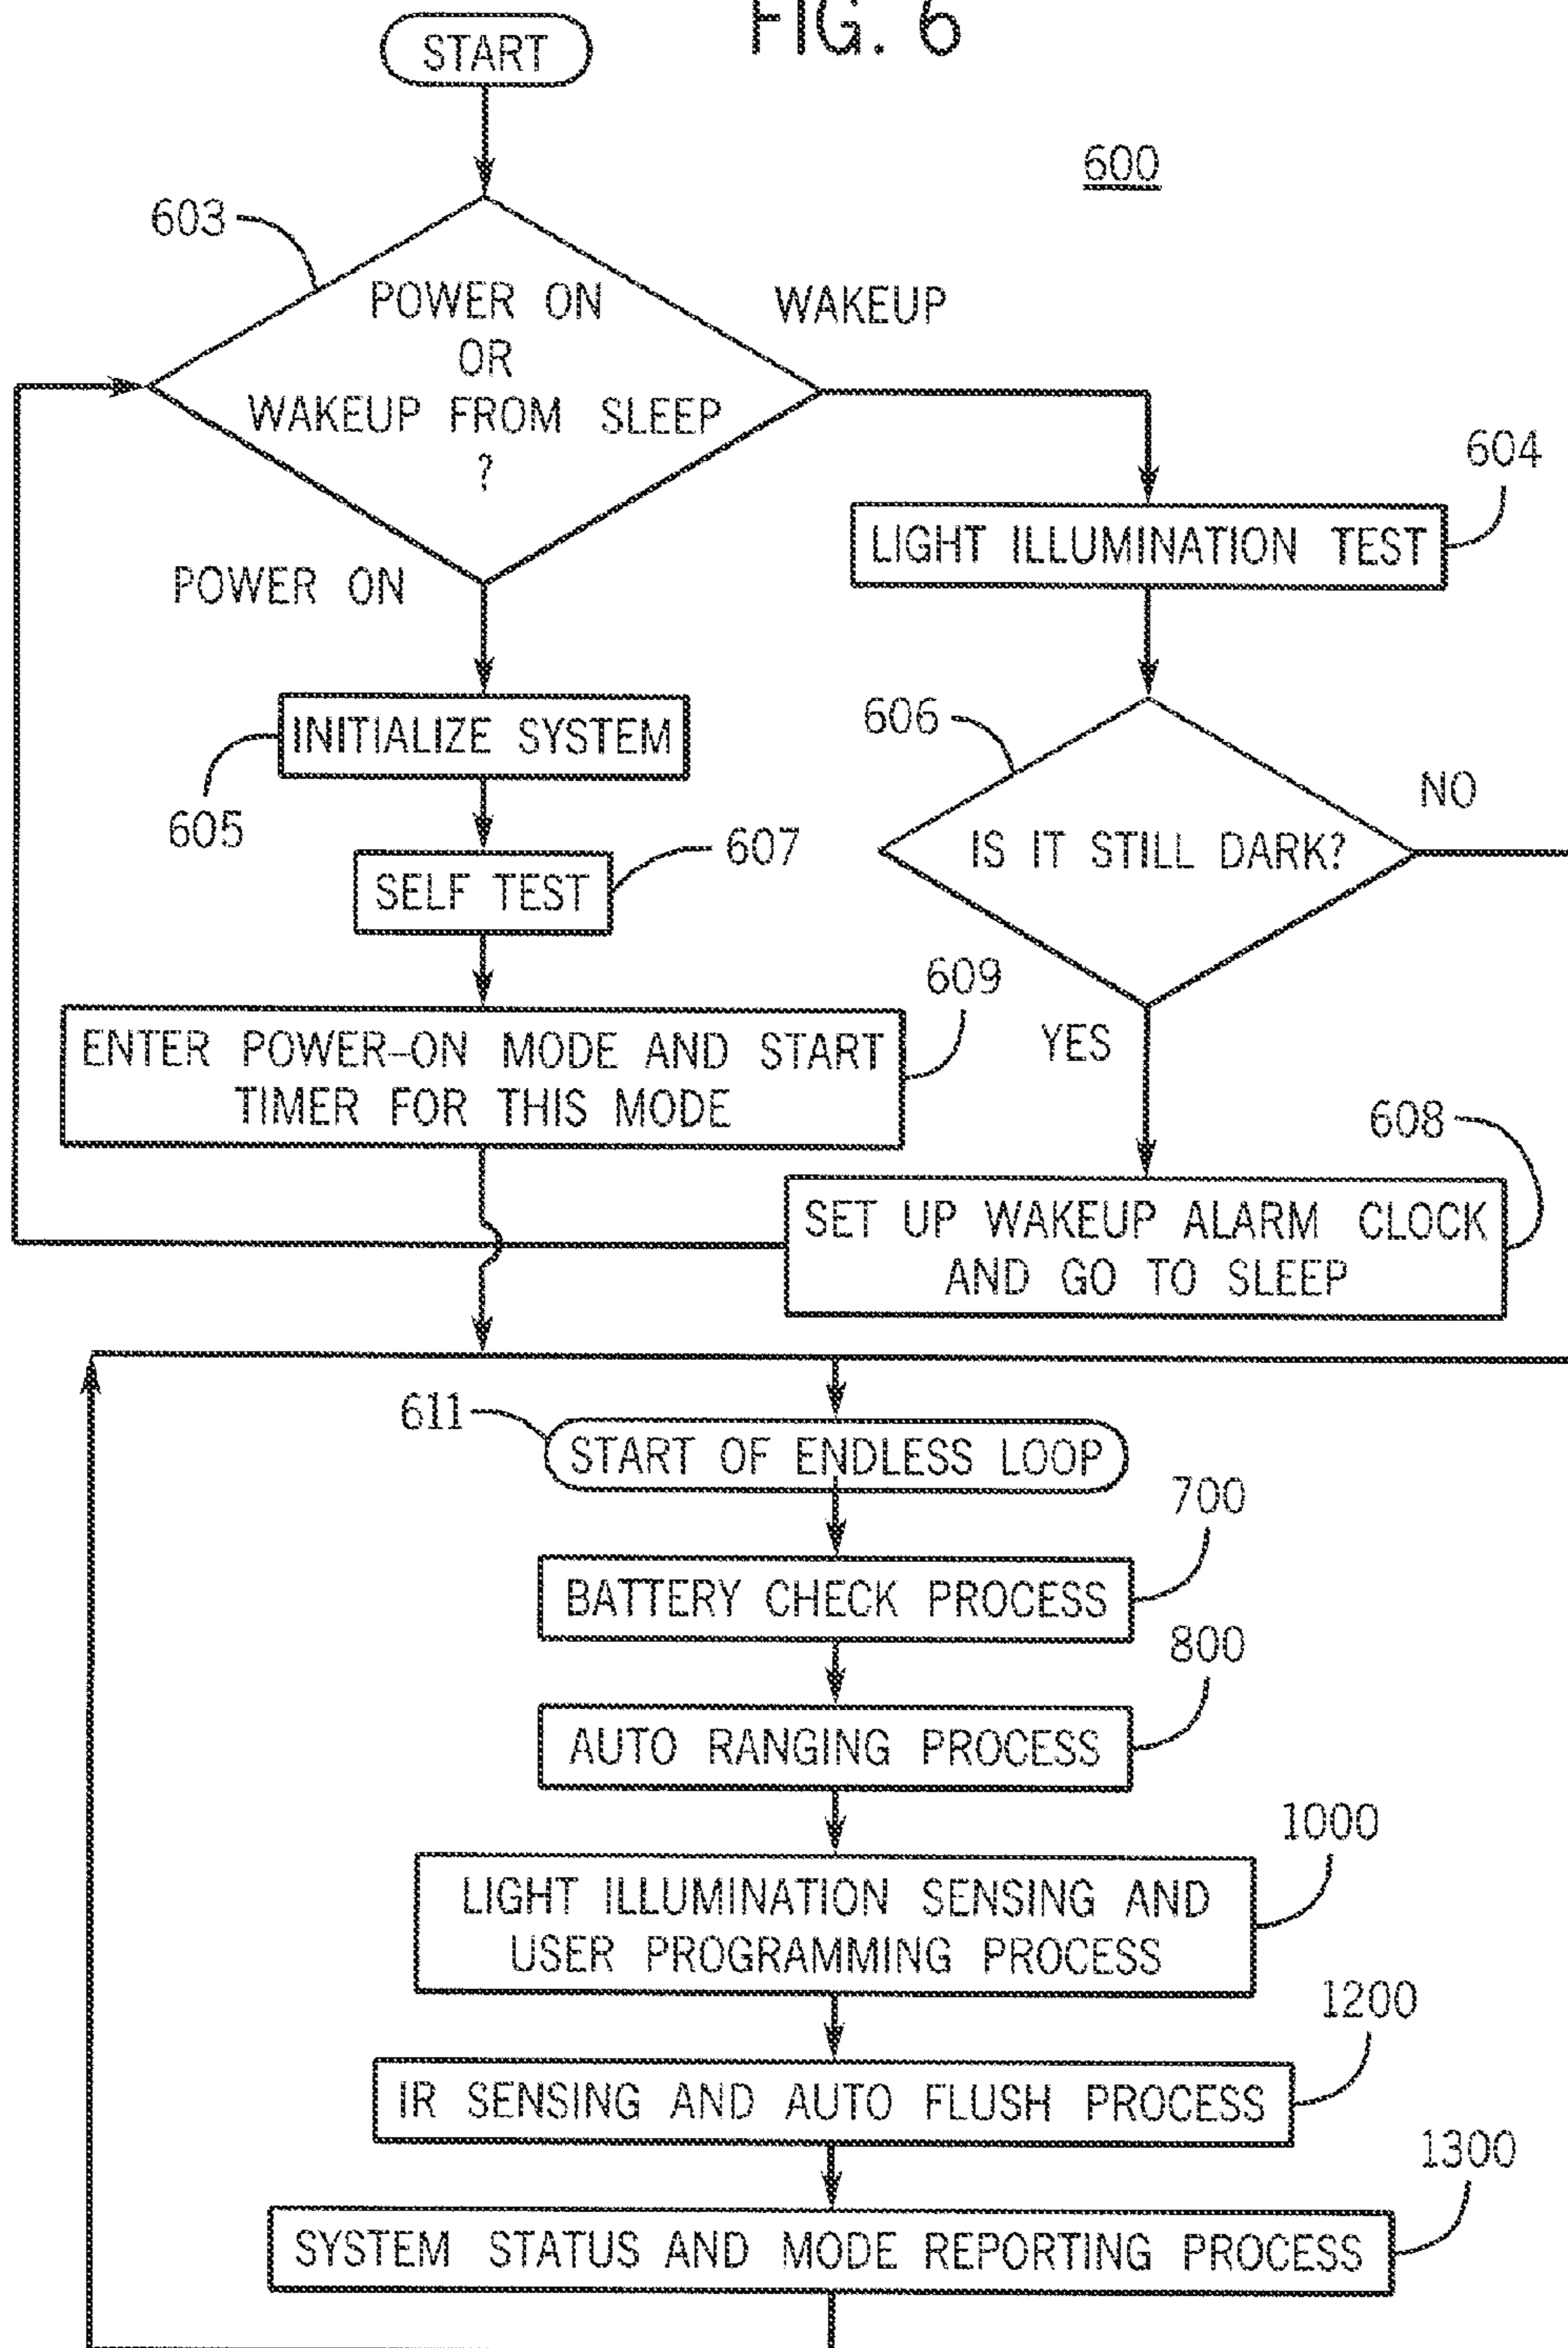 FIG. 6
START
600
603
POWER ON
OR
WAKEUP FROM SLEEP
?
WAKEUP
POWER ON
604
LIGHT ILLUMINATION TEST
INITIALIZE SYSTEM
605
606
IS IT STILL DARK?
NO
YES
SELF TEST
607
609
ENTER POWER-ON MODE AND START
TIMER FOR THIS MODE
608
SET UP WAKEUP ALARM CLOCK
AND GO TO SLEEP
611
START OF ENDLESS LOOP
700
BATTERY CHECK PROCESS
800
AUTO RANGING PROCESS
1000
LIGHT ILLUMINATION SENSING AND
USER PROGRAMMING PROCESS
1200
IR SENSING AND AUTO FLUSH PROCESS
1300
SYSTEM STATUS AND MODE REPORTING PROCESS